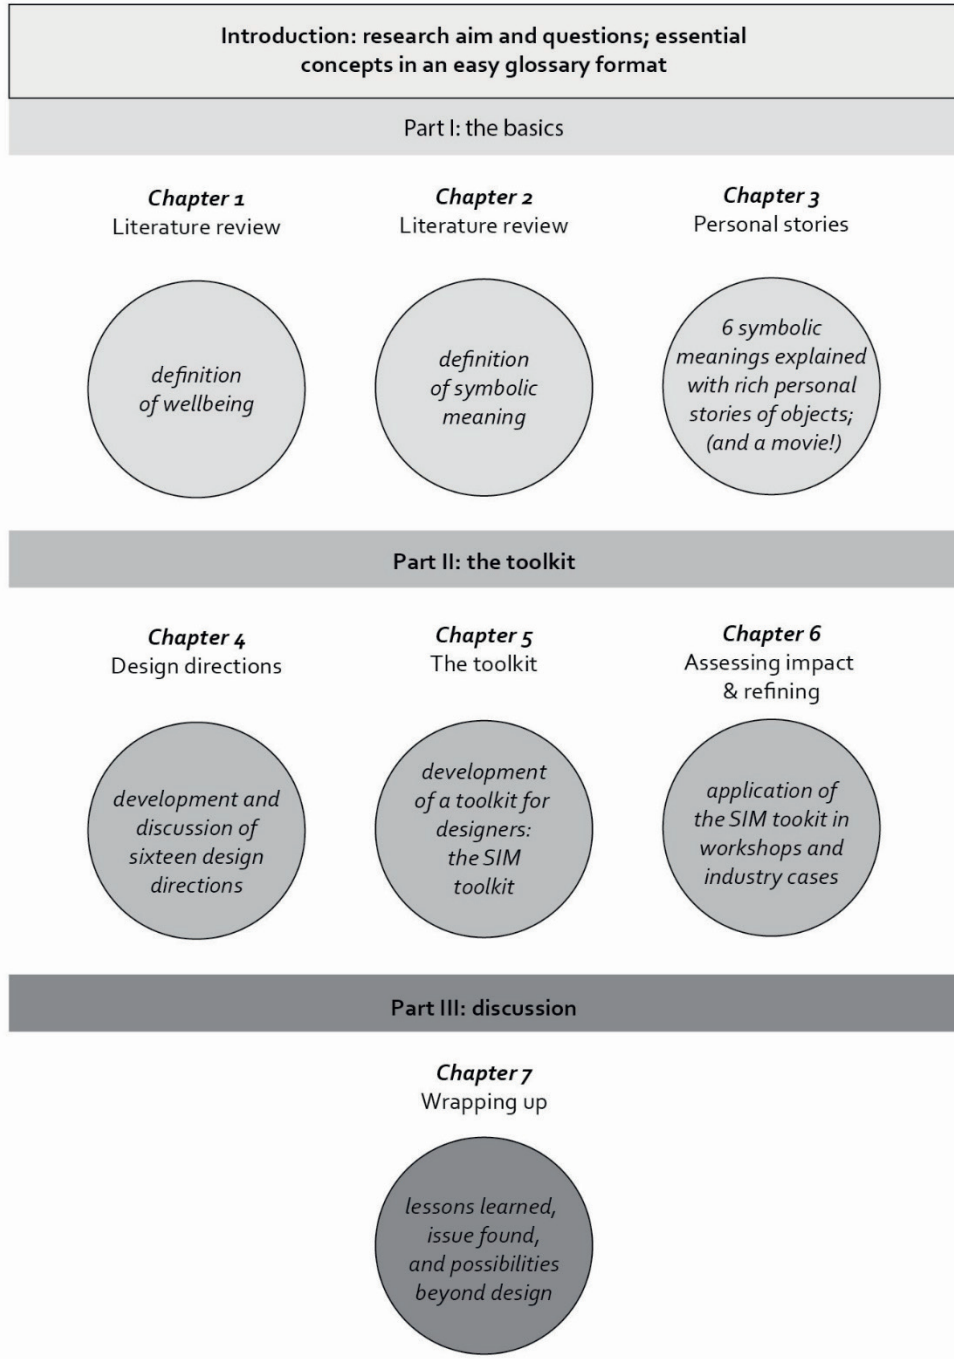 Introduction: research aim and questions; essential
concepts in an easy glossary format
Part I: the basics
Chapter 1
Literature review
definition
of wellbeing
Chapter 2
Literature review
definition
of symbolic
meaning
Chapter 3
Personal stories
6 symbolic
meanings explained
with rich personal
stories of objects;
(and a movie!)
Part II: the toolkit
Chapter 4
Design directions
development and
discussion of
sixteen design
directions
Chapter 5
The toolkit
development
of a toolkit for
designers:
the SIM
toolkit
Chapter 6
Assessing impact
& refining
application of
the SIM tookit in
workshops and
industry cases
Part III: discussion
Chapter 7
Wrapping up
lessons learned,
issue found,
and possibilities
beyond design